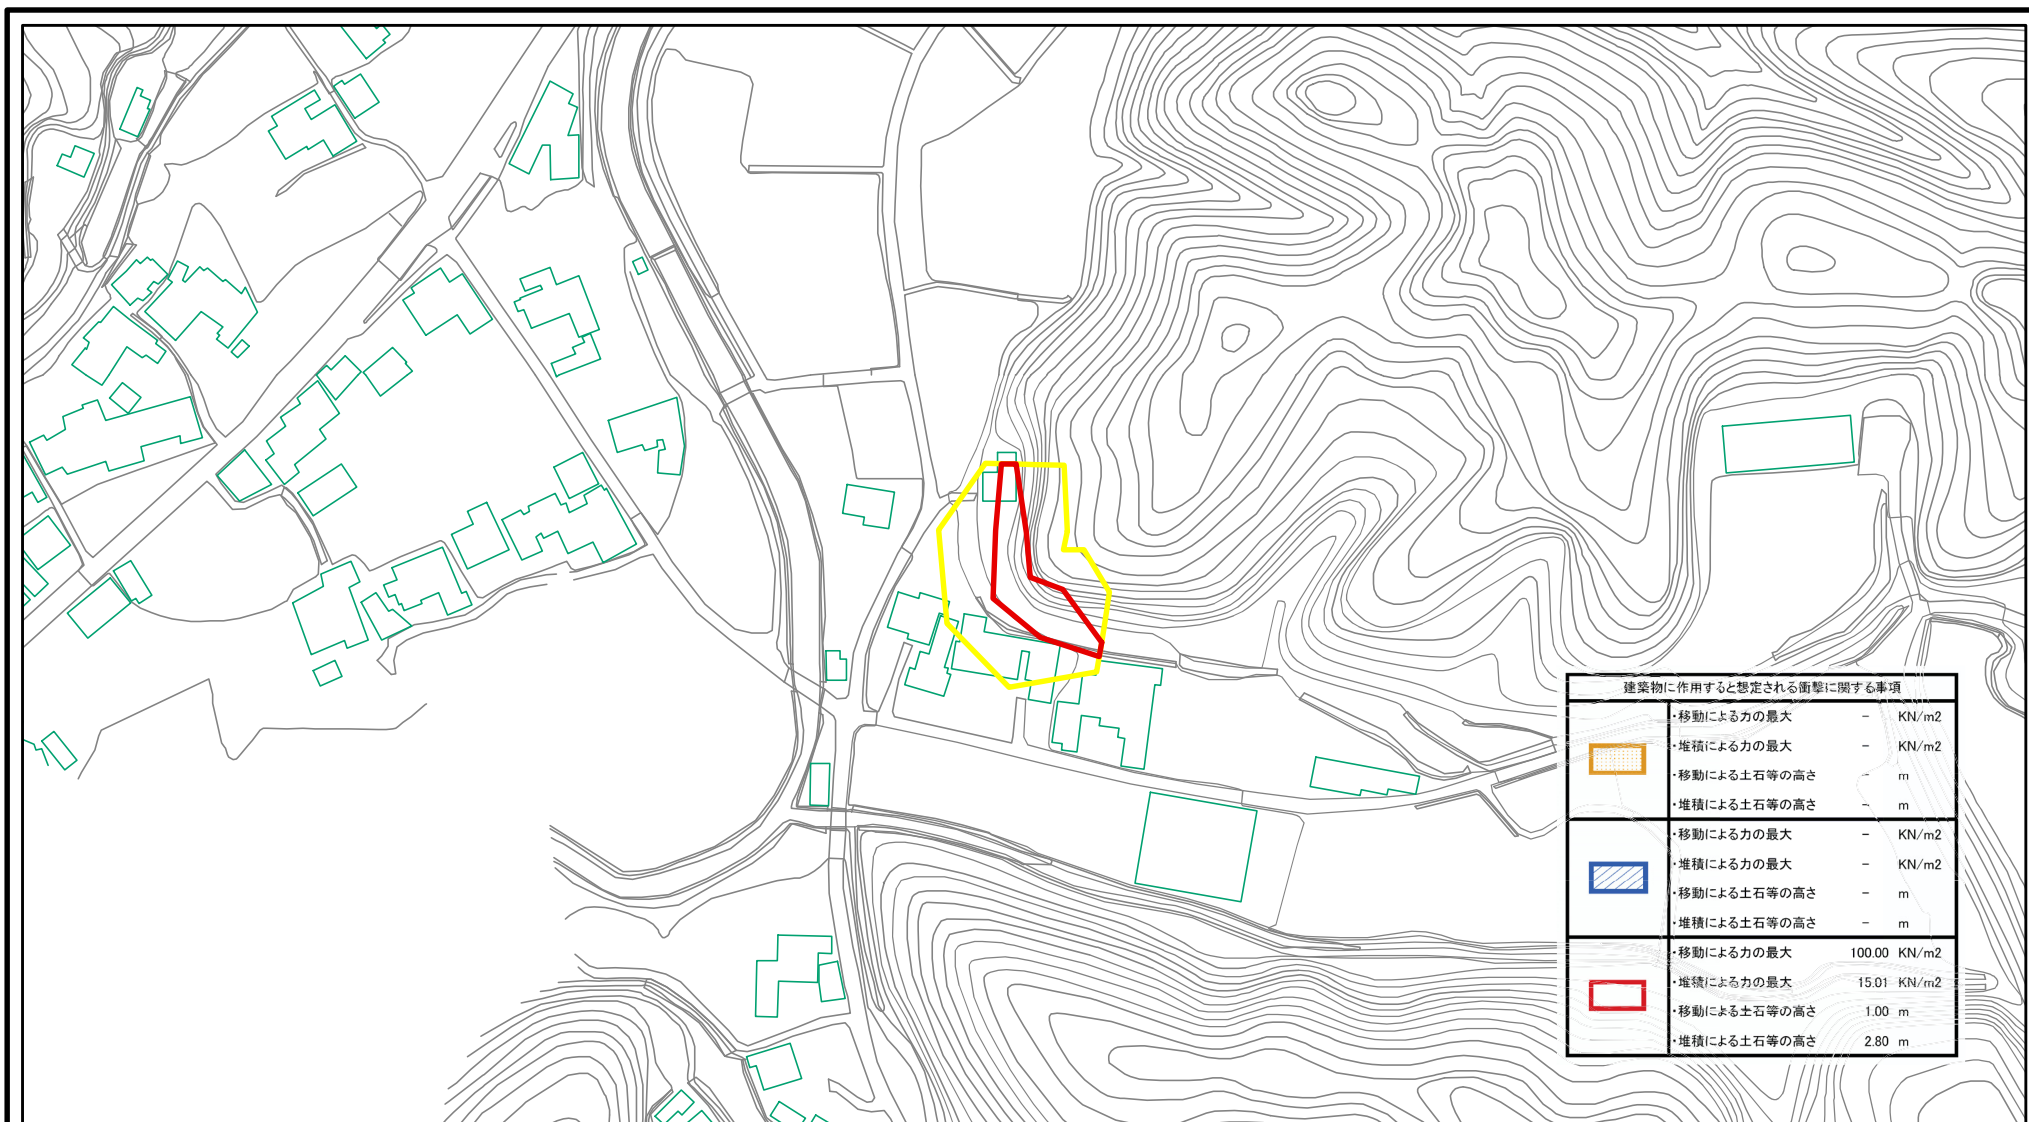 建築物に作用すると想定される衝撃に関する事項
・移動による力の最大 - KN/m2
・堆積による力の最大 - KN/m2
・移動による土石等の高さ - m
・堆積による土石等の高さ - m
・移動による力の最大 - KN/m2
・堆積による力の最大 - KN/m2
・移動による土石等の高さ - m
・堆積による土石等の高さ - m
・移動による力の最大 100.00 KN/m2
・堆積による力の最大 15.01 KN/m2
・移動による土石等の高さ 1.00 m
・堆積による土石等の高さ 2.80 m